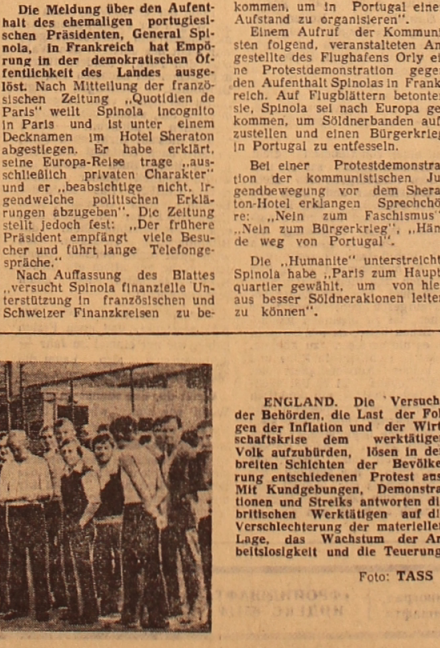 Die Meldung über den Aufent-
halt des ehemaligen portugiesi-
schen Präsidenten, General Spi-
nola, in Frankreich hat Empö-
rung in der demokratischen Öf-
fentlichkeit des Landes ausge-
löst. Nach Mitteilung der franzö-
sischen Zeitung „Quotidien de
Paris" weilt Spinola incognito
in Paris und ist unter einem
Decknamen im Hotel Sheraton
abgestiegen. Er habe erklärt,
seine Europa-Reise trage „aus-
schließlich privaten Charakter"
und er „beabsichtige nicht, ir-
gendwelche politischen Erklä-
rungen abzugeben". Die Zeitung
stellt jedoch fest: „Der frühere
Präsident empfängt viele Besu-
cher und führt lange Telefonge-
spräche."
Nach Auffassung des Blattes
„versucht Spinola finanzielle Un-
terstützung in französischen und
Schweizer Finanzkreisen zu be-
kommen, um in Portugal eine
Aufstand zu organisieren".
Einem Aufruf der Kommuni
sten folgend, veranstalteten An
gestellte des Flughafens Orly ei
ne Protestdemonstration gege
den Aufenthalt Spinolas in Frank
reich. Auf Flugblättern betonte
sie, Spinola sei nach Europa ge
kommen, um Söldnerbanden auf
zustellen und einen Bürgerkrieg
in Portugal zu entfesseln.
Bei einer Protestdemonstra
tion der kommunistischen Ju
gendbewegung vor dem Shera
ton-Hotel erklangen Sprechchö
re: „Nein zum Faschismus"
„Nein zum Bürgerkrieg", „Hän
de weg von Portugal".
Die „Humanite" unterstreicht
Spinola habe „Paris zum Haupt
quartier gewählt, um von hie
aus besser Söldnerakionen leite
zu können".
ENGLAND. Die Versuch
der Behörden, die Last der Fol
gen der Inflation und der Wirt
schaftskrise dem werktätige
Volk aufzubürden, lösen in de
breiten Schichten der Bevölke
rung entschiedenen Protest aus
Mit Kundgebungen, Demonstra
tionen und Streiks antworten di
britischen Werktätigen auf di
Verschlechterung der materielle
Lage, das Wachstum der Ar
beitslosigkeit und die Teuerung
Foto: TASS